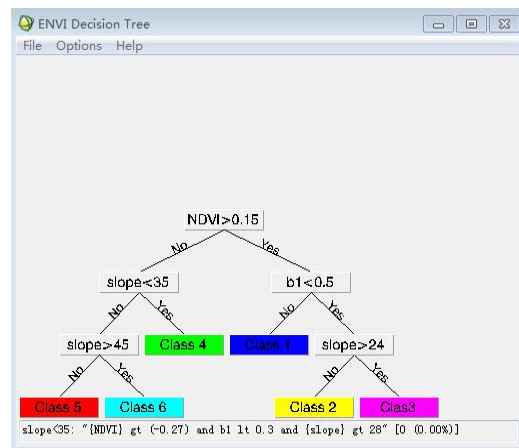 ENVI Decision Tree
File Options Help
NDVI>0.15
No Yes
slope<35 b1<0.5
No Yes No Yes
slope>45 Class 4 Class 1 slope>24
No Yes No Yes
Class 5 Class 6 Class 2 Clas3
slope<35: "{NDVI} gt (-0.27) and b1 lt 0.3 and {slope} gt 28" [0 (0.00%)]